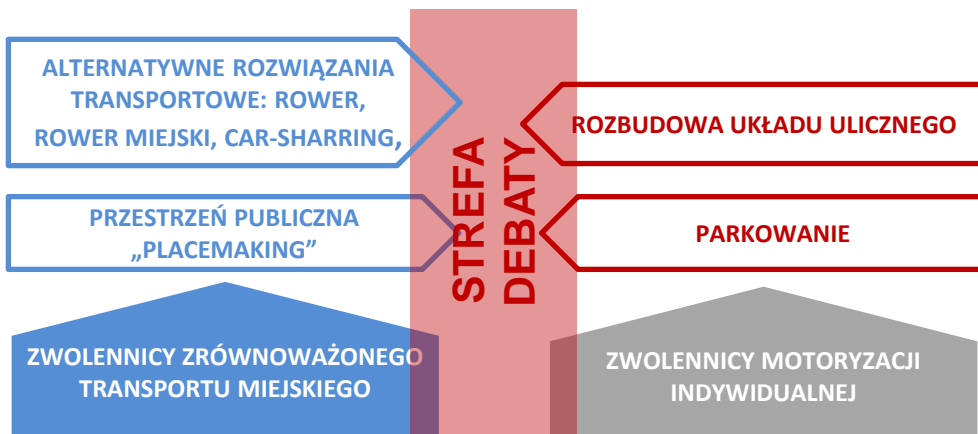 ALTERNATYWNE ROZWIĄZANIA
TRANSPORTOWE: ROWER,
ROWER MIEJSKI, CAR-SHARRING,
PRZESTRZEŃ PUBLICZNA
„PLACEMAKING”
ZWOLENNICY ZRÓWNOWAŻONEGO
TRANSPORTU MIEJSKIEGO
STREFA
DEBATY
ROZBUDOWA UKŁADU ULICZNEGO
PARKOWANIE
ZWOLENNICY MOTORYZACJI
INDYWIDUALNEJ